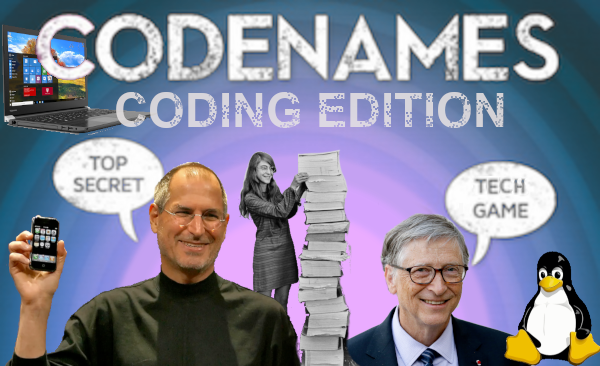 CODENAMES
CODING EDITION
TOP
SECRET
TECH
GAME